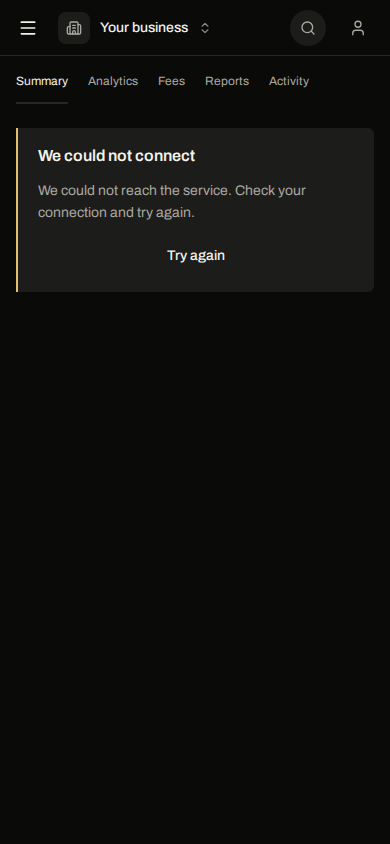 Your business
Summary Analytics Fees Reports Activity
We could not connect
We could not reach the service. Check your
connection and try again.
Try again